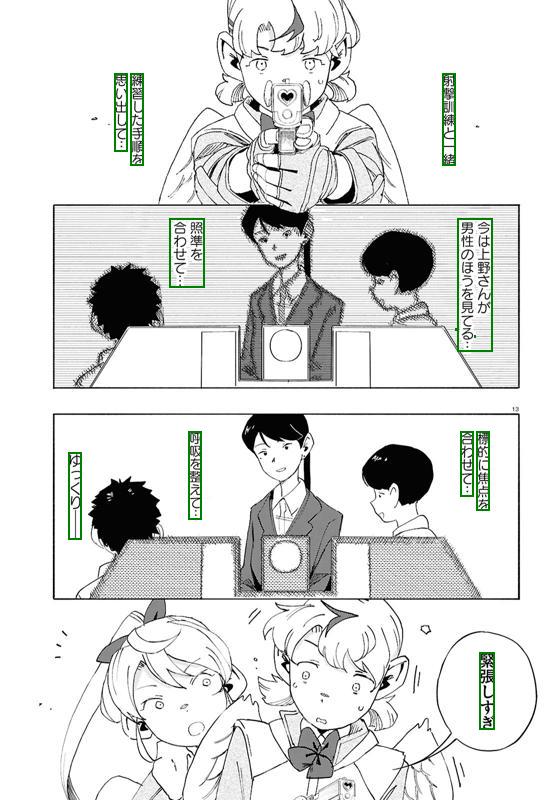 射撃訓練と一緒
練習した手順を
思い出して…
今は上野さんが
男性のほうを見てる…
照準を
合わせて…
13
標的に焦点を
合わせて…
呼吸を整えて…
ゆっくり──
緊張しすぎ